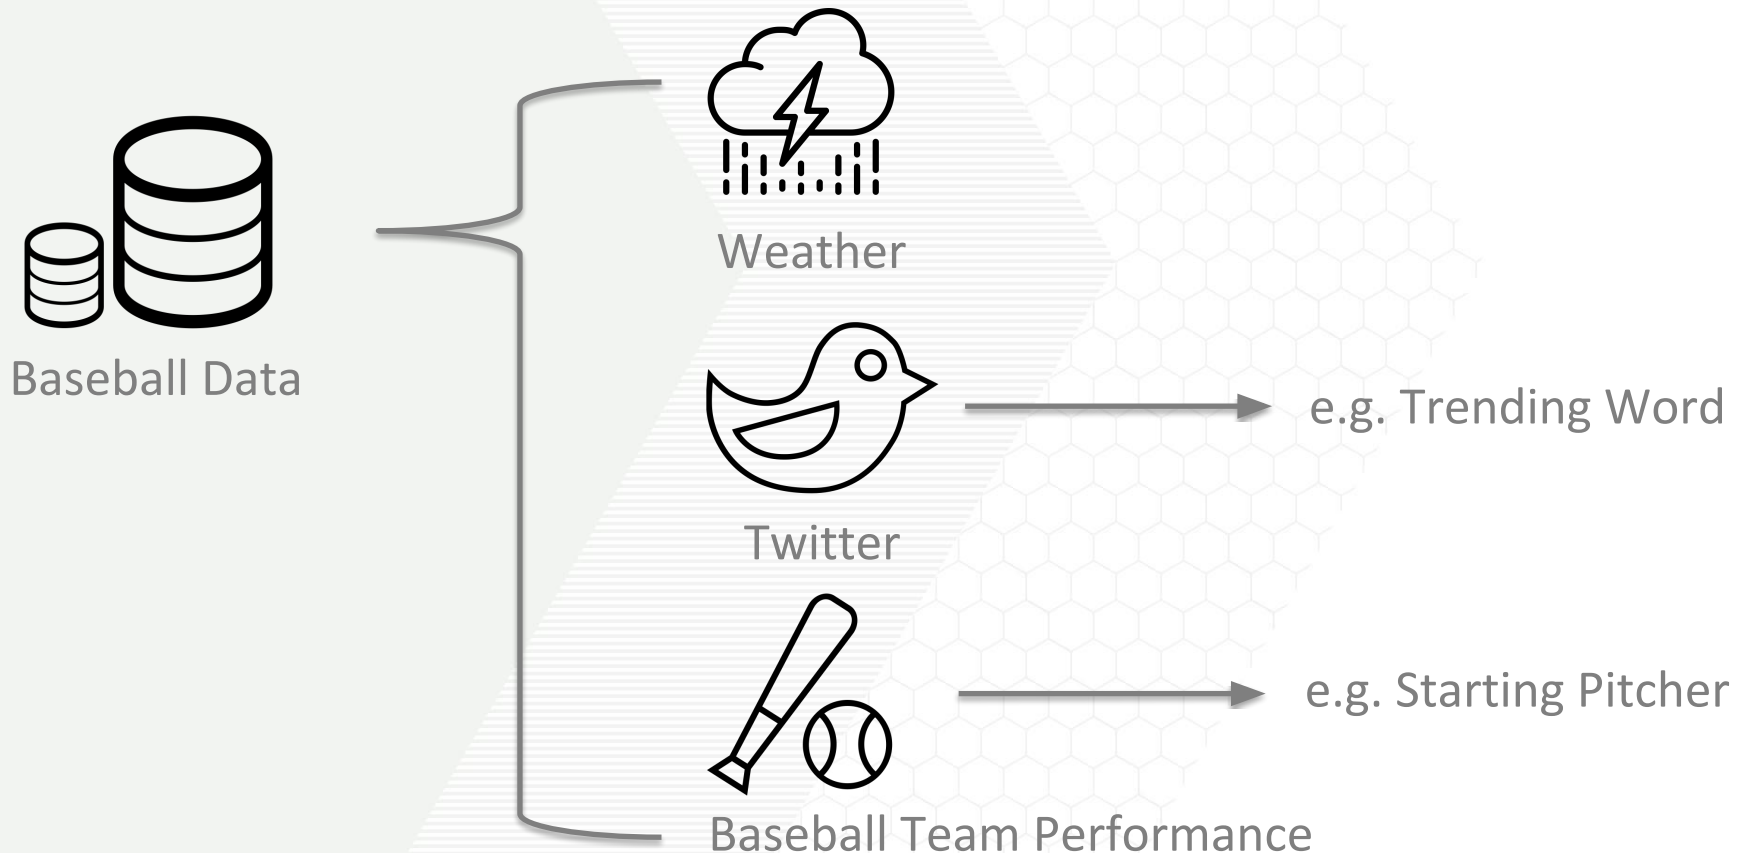 Baseball Data
Weather
Twitter
e.g. Trending Word
e.g. Starting Pitcher
Baseball Team Performance